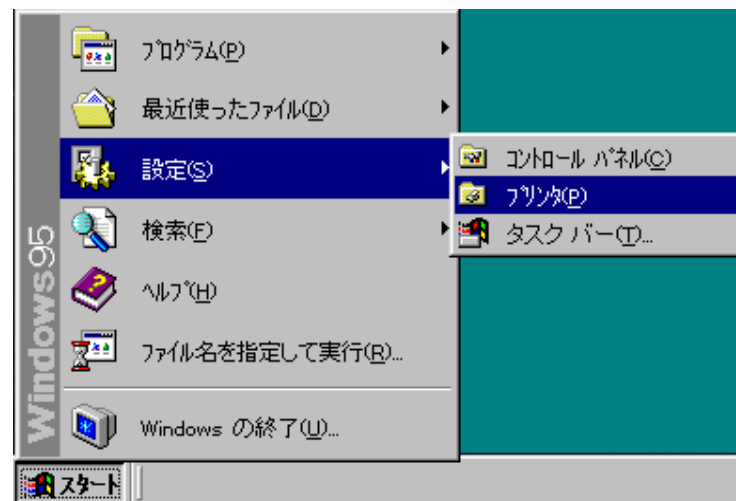 ﾌﾟﾛｸﾞﾗﾑ(P)
最近使ったﾌｧｲﾙ(D)
設定(S)
検索(F)
ﾍﾙﾌﾟ(H)
ﾌｧｲﾙ名を指定して実行(R)...
Windows の終了(U)...
Windows95
ｺﾝﾄﾛｰﾙ ﾊﾟﾈﾙ(C)
ﾌﾟﾘﾝﾀ(P)
タスク バー(T)...
ｽﾀｰﾄ